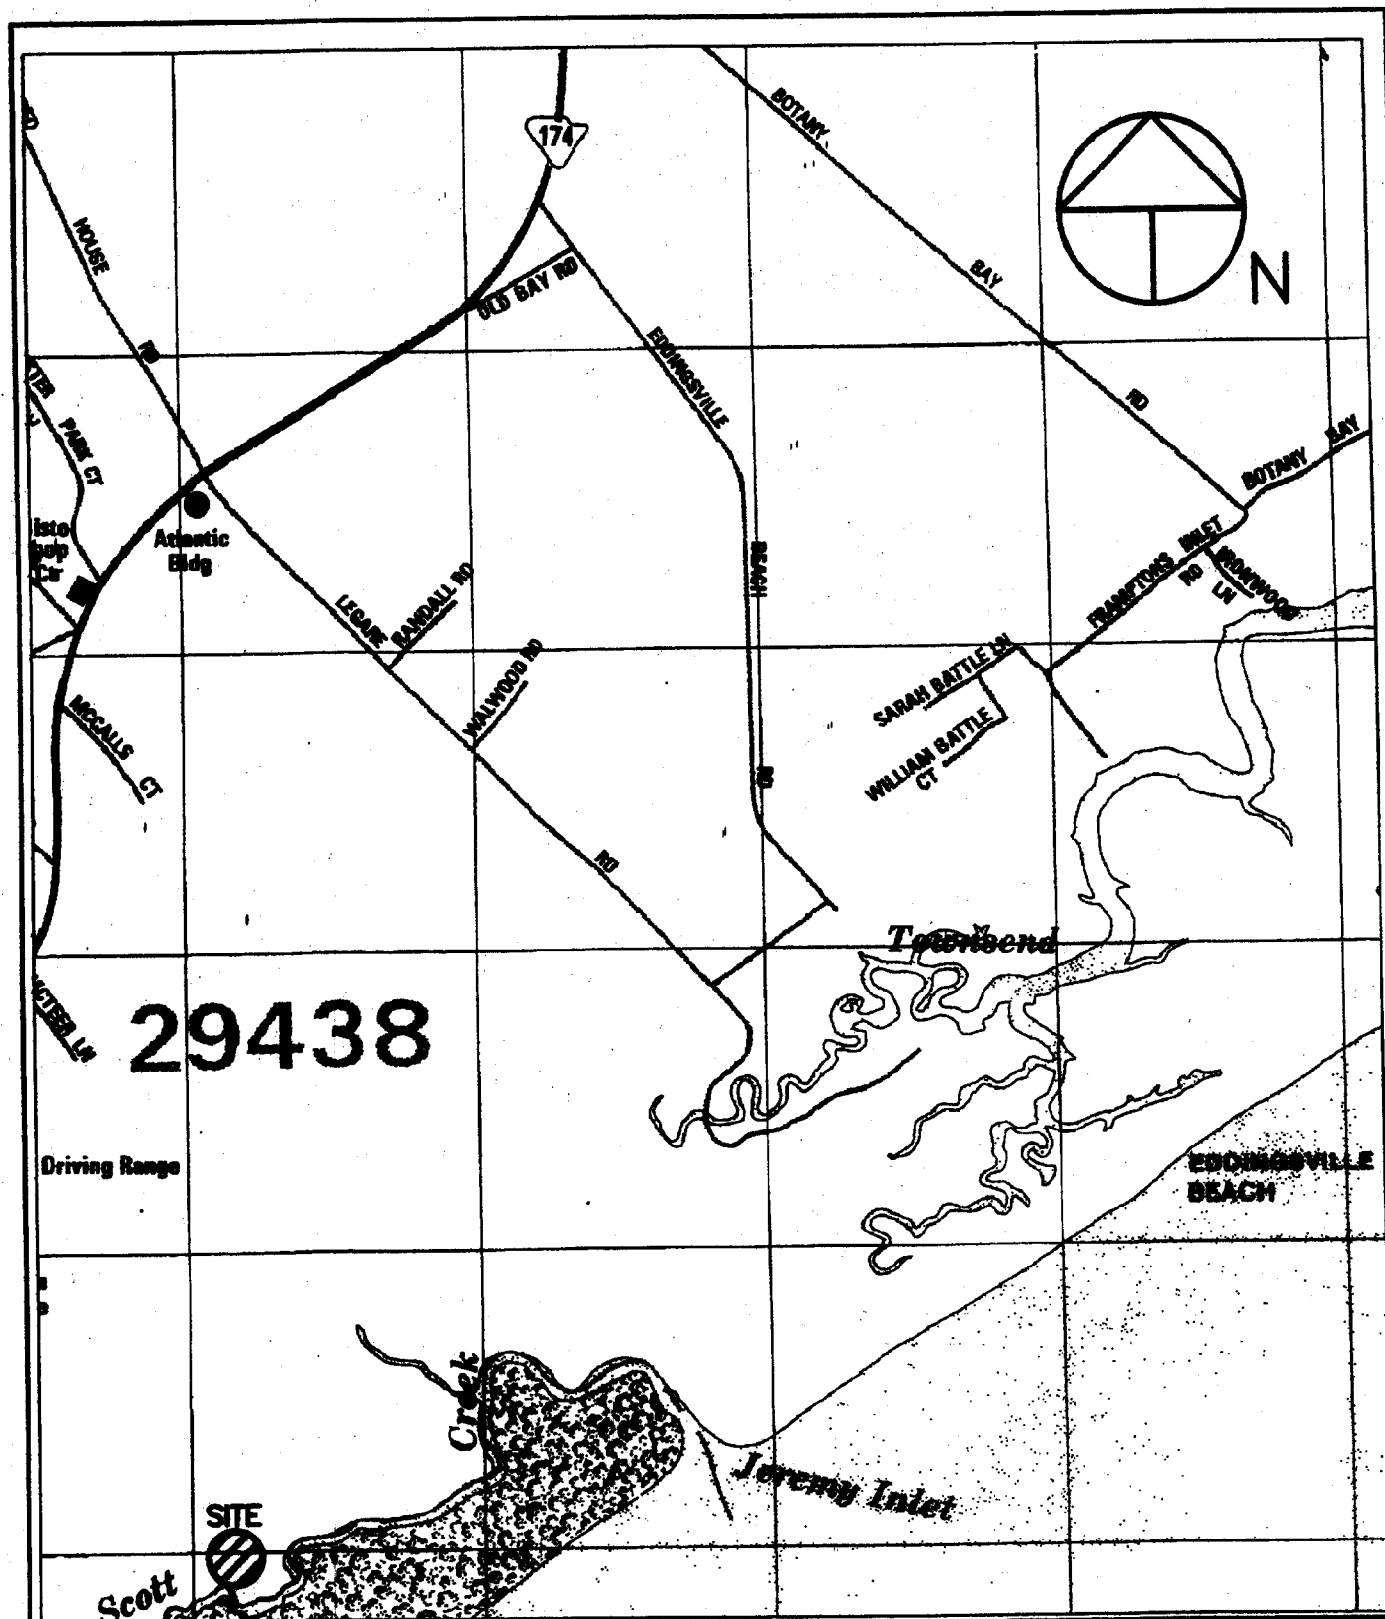 174
BOTANY
HOUSE
BAY
N
OLD BAY RD
RD
EDDINGSVILLE
RD
PARK CT
BOTANY BAY
Atlantic
Bldg
BEACH
FRAMPTONS INLET
RD
BROWNWOOD
LN
LEGARE
RANDALL RD
WALWOOD RD
SARAH BATTLE LN
MCCALLS CT
WILLIAM BATTLE
CT
RD
RD
Townsend
29438
Driving Range
EDDINGSVILLE
BEACH
Creek
Jeremy Inlet
SITE
Scott